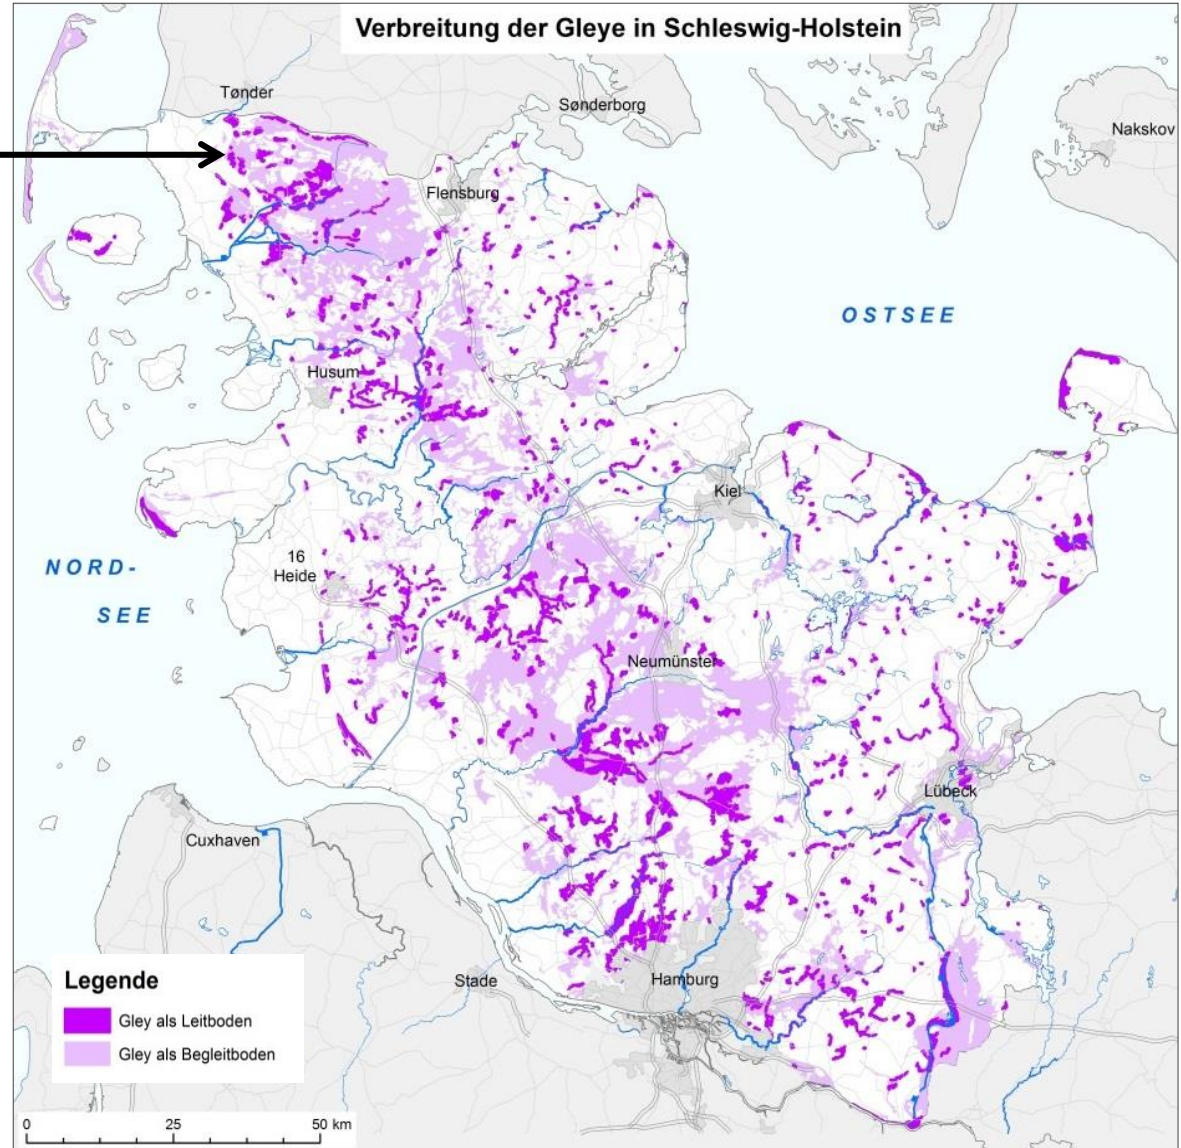 Verbreitung der Gleye in Schleswig-Holstein
Tønder
Sønderborg
Nakskov
Flensburg
OSTSEE
Husum
Kiel
16
Heide
NORD-
SEE
Neumünster
Lübeck
Cuxhaven
Stade
Hamburg
Legende
Gley als Leitboden
Gley als Begleitboden
0 25 50 km